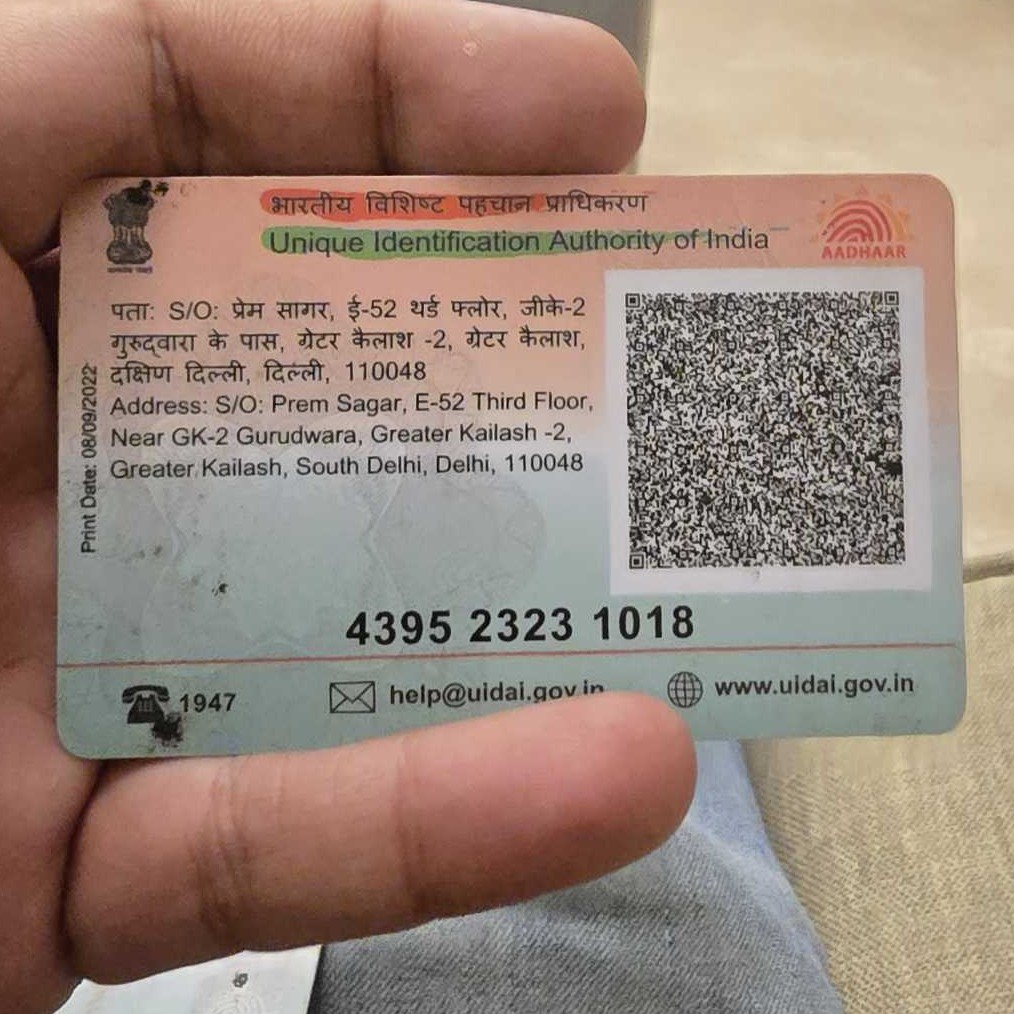 भारतीय विशिष्ट पहचान प्राधिकरण
Unique Identification Authority of India
AADHAAR
पता: S/O: प्रेम सागर, ई-52 थर्ड फ्लोर, जीके-2
गुरुद्वारा के पास, ग्रेटर कैलाश -2, ग्रेटर कैलाश,
दक्षिण दिल्ली, दिल्ली, 110048
Address: S/O: Prem Sagar, E-52 Third Floor,
Near GK-2 Gurudwara, Greater Kailash -2,
Greater Kailash, South Delhi, Delhi, 110048
Print Date: 08/09/2022
4395 2323 1018
1947
help@uidai.gov.in
www.uidai.gov.in